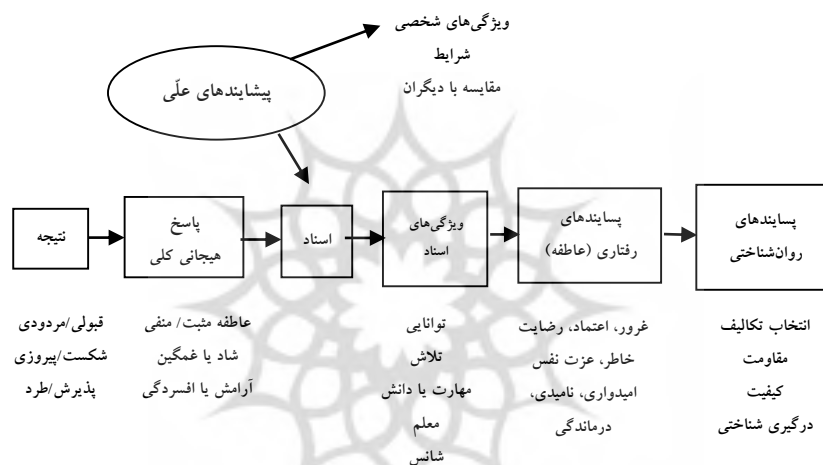 ویژگی‌های شخصی
شرایط
مقایسه با دیگران
پیشایندهای علّی
نتیجه
پاسخ
هیجانی کلی
اسناد
ویژگی‌های
اسناد
پسایندهای
رفتاری (عاطفه)
پسایندهای
روان‌شناختی
قبولی/مردودی
شکست/پیروزی
پذیرش/طرد
عاطفه مثبت/ منفی
شاد یا غمگین
آرامش یا افسردگی
توانایی
تلاش
مهارت یا دانش
معلم
شانس
غرور، اعتماد، رضایت
خاطر، عزت نفس
امیدواری، نامیدی،
درماندگی
انتخاب تکالیف
مقاومت
کیفیت
درگیری شناختی